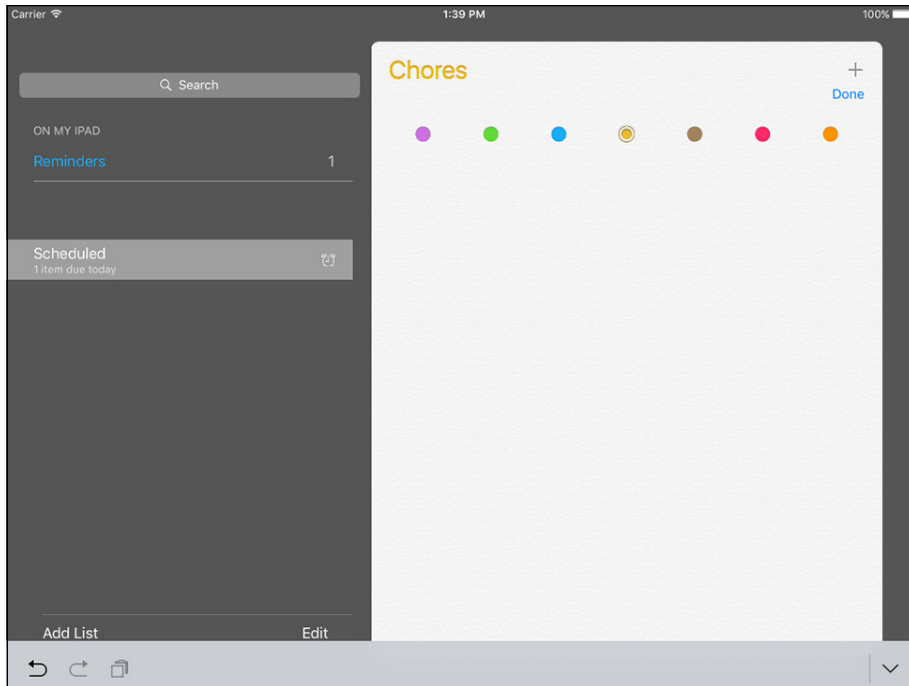 Carrier 1:39 PM 100%
Search
ON MY IPAD
Reminders 1
Scheduled
1 item due today
Add List Edit
Chores
Done